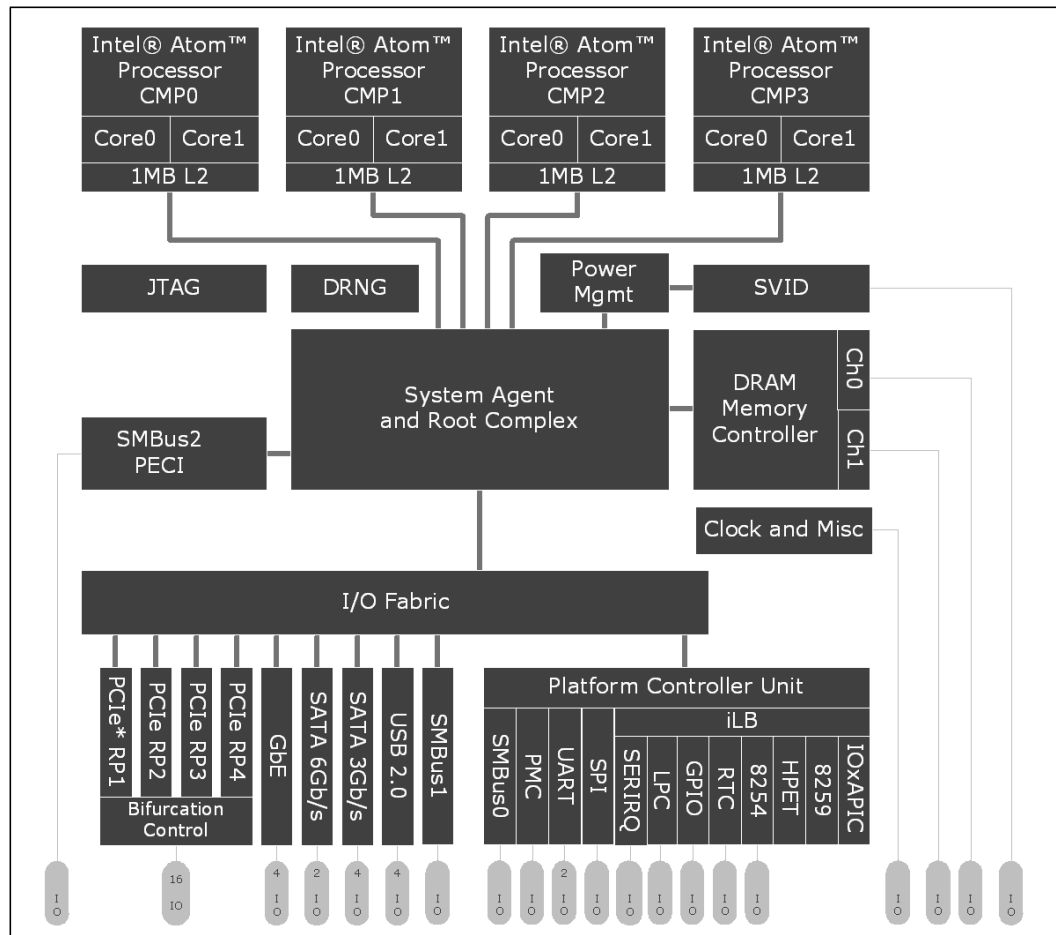 Intel® Atom™
Processor
CMP0
Core0
Core1
1MB L2
Intel® Atom™
Processor
CMP1
Core0
Core1
1MB L2
Intel® Atom™
Processor
CMP2
Core0
Core1
1MB L2
Intel® Atom™
Processor
CMP3
Core0
Core1
1MB L2
JTAG
DRNG
Power
Mgmt
SVID
System Agent
and Root Complex
DRAM
Memory
Controller
Ch0
Ch1
SMBus2
PECI
Clock and Misc
I/O Fabric
PCIe* RP1
PCIe RP2
PCIe RP3
PCIe RP4
Bifurcation
Control
GbE
SATA 6Gb/s
SATA 3Gb/s
USB 2.0
SMBus1
Platform Controller Unit
SMBus0
PMC
UART
SPI
iLB
SERIRQ
LPC
GPIO
RTC
8254
HPET
8259
IOxAPIC
IO
16
IO
4
IO
2
IO
4
IO
4
IO
IO
IO
IO
2
IO
IO
IO
IO
IO
IO
IO
IO
IO
IO
IO